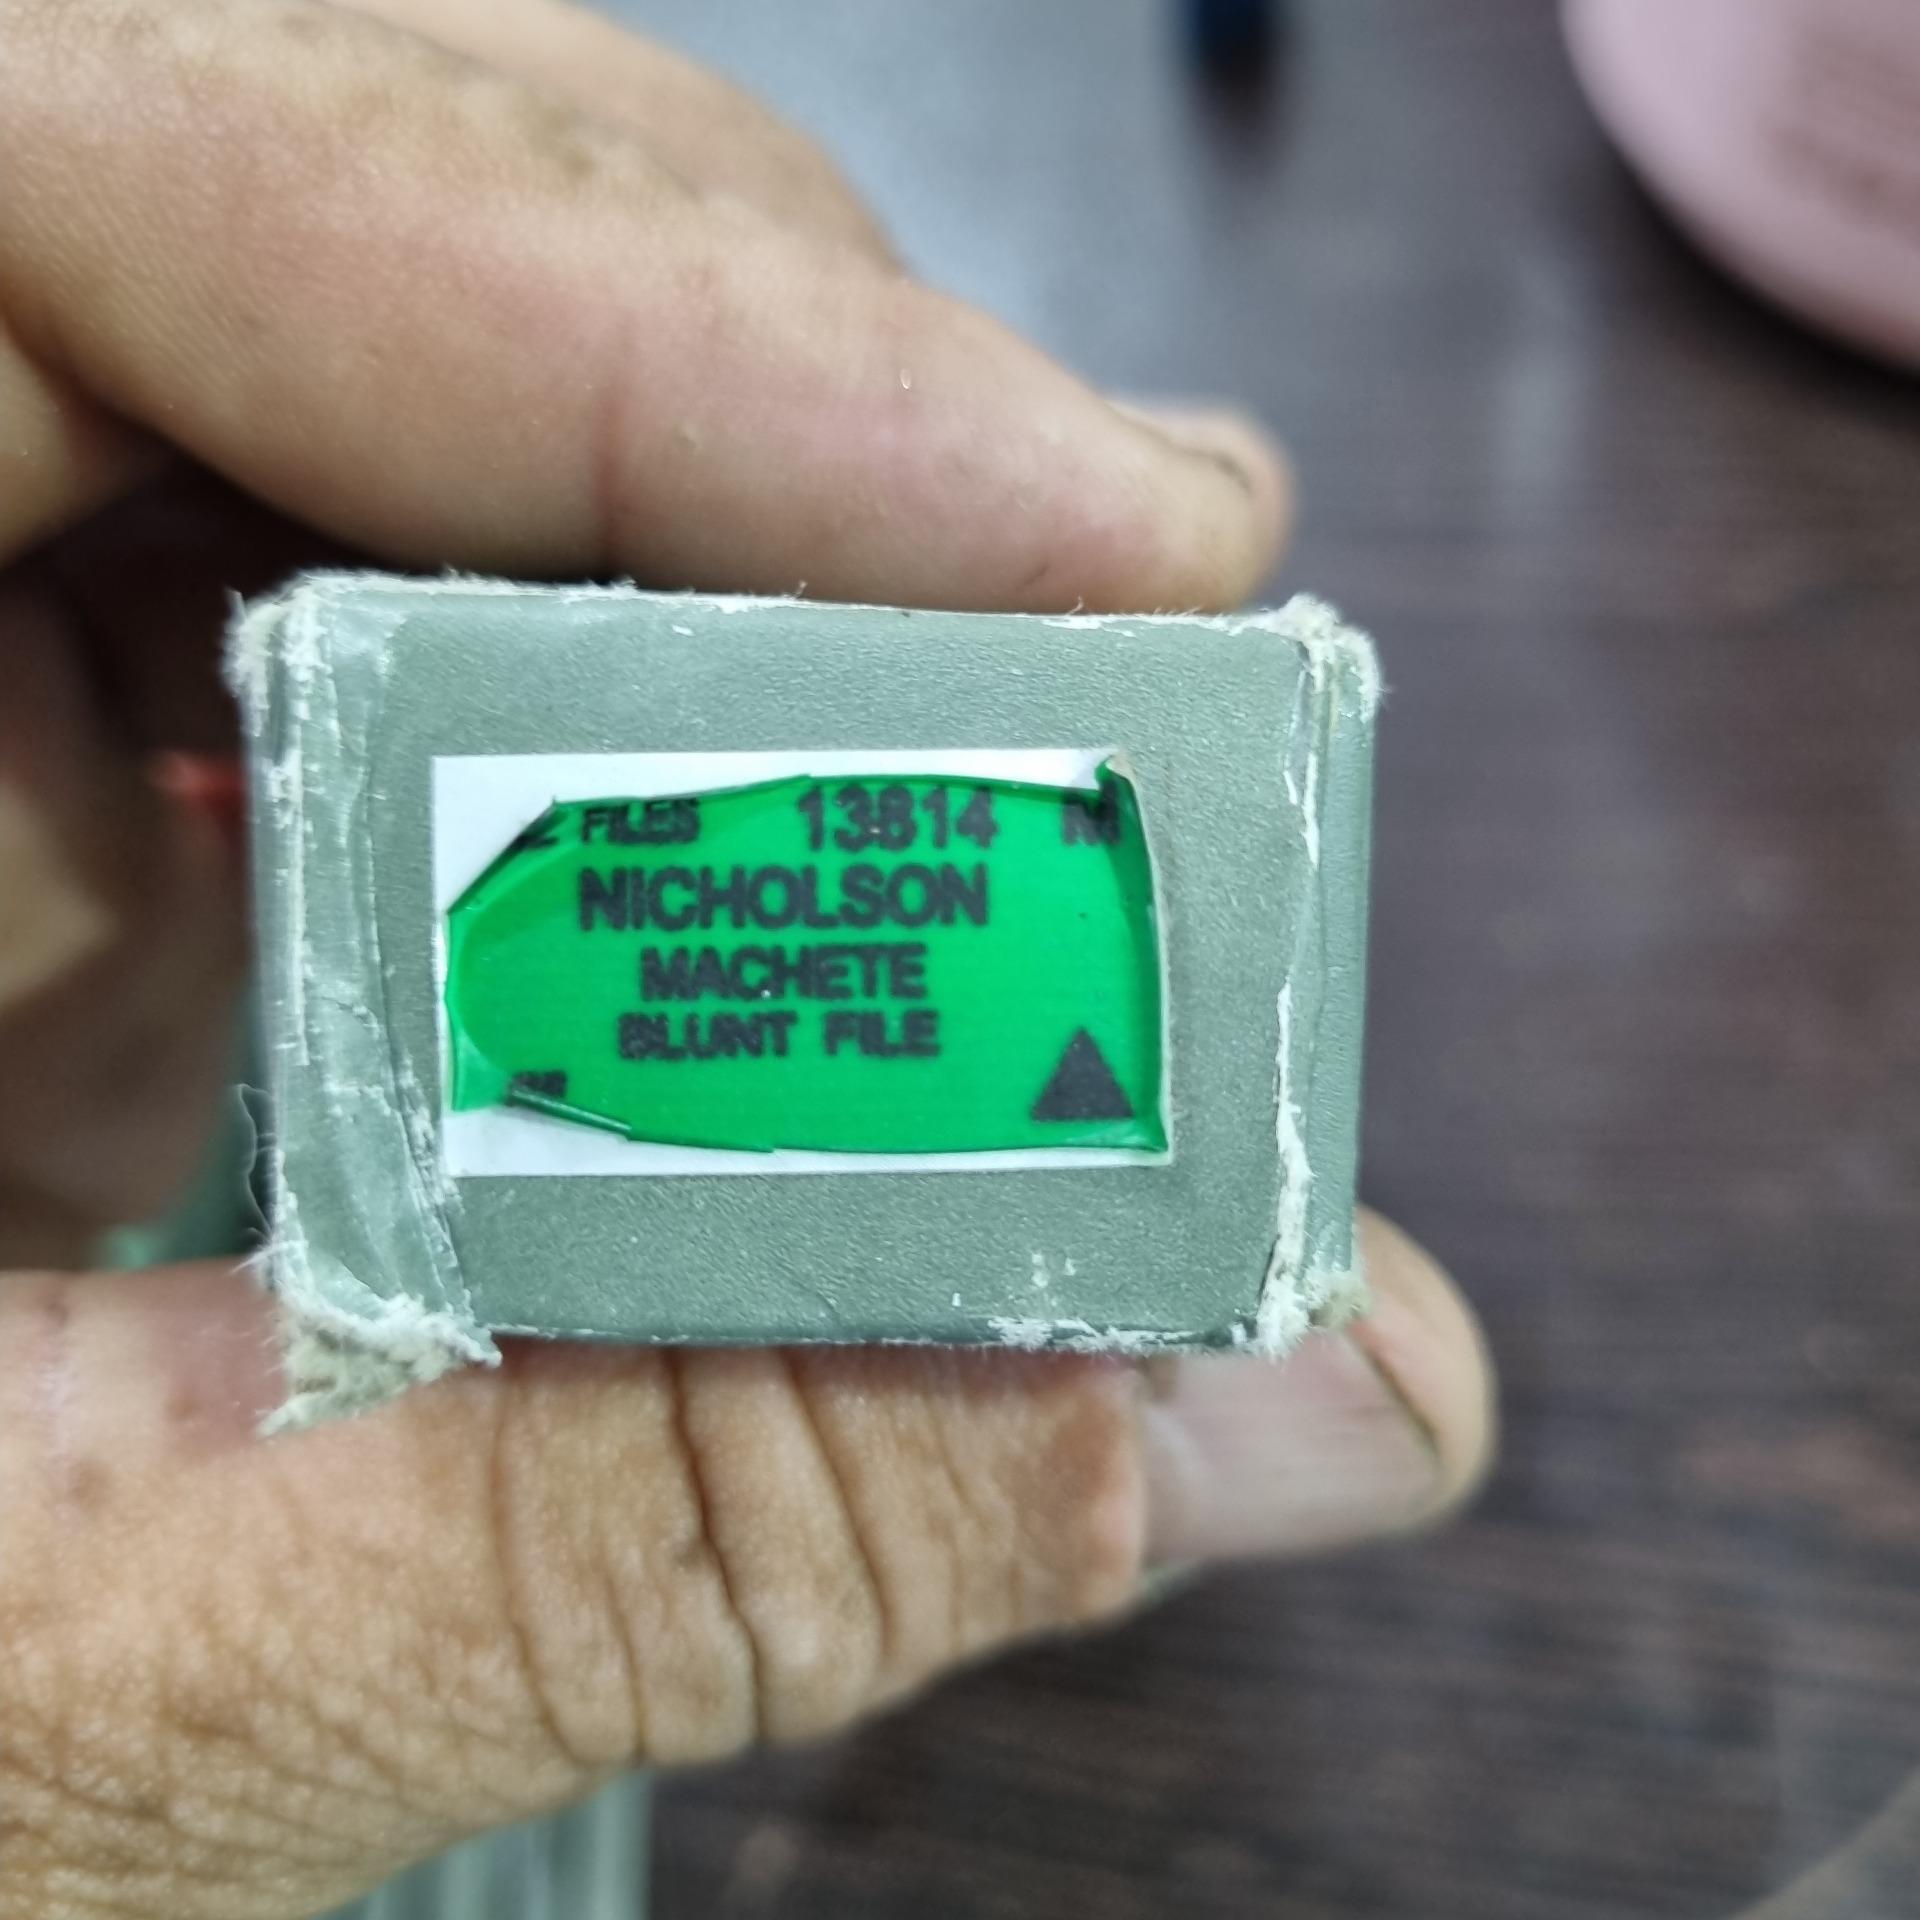 FILES 13814
NICHOLSON
MACHETE
BLUNT FILE